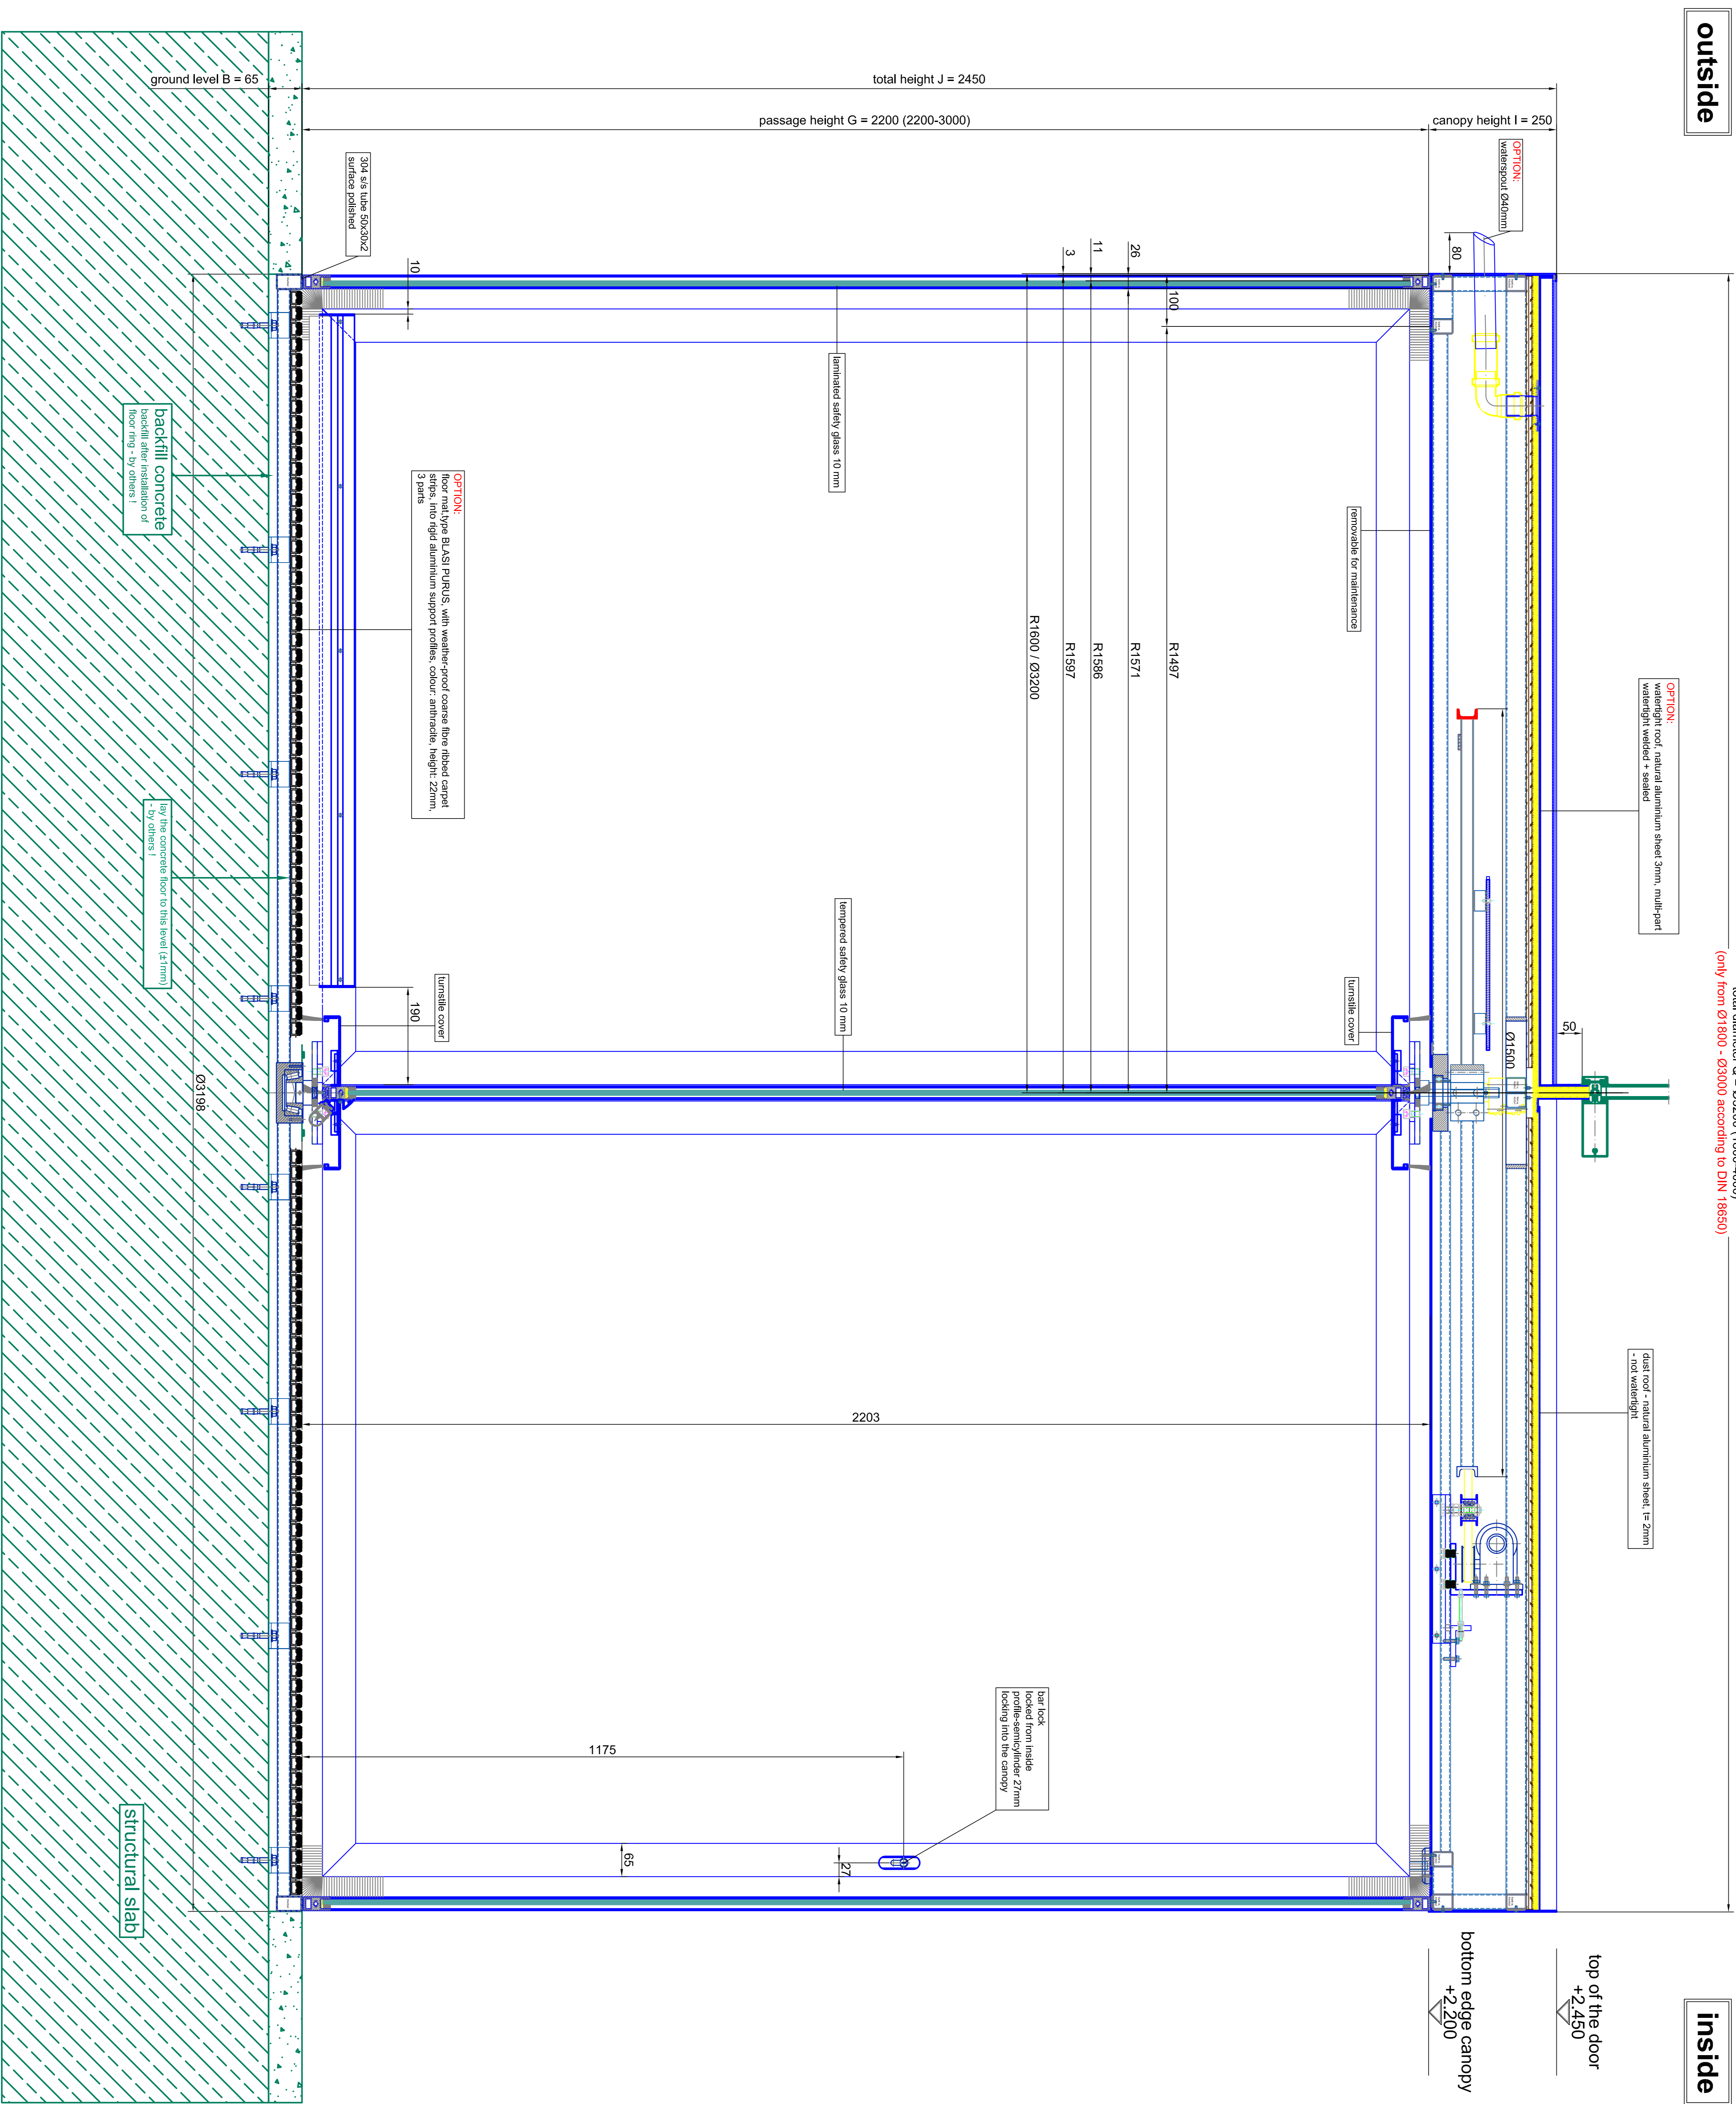 outside
inside
(only from Ø1800 - Ø3000 according to DIN 18650)
OPTION:
watertight roof, natural aluminium sheet 3mm, multi-part
watertight welded + sealed
dust roof - natural aluminium sheet, t= 2mm
- not watertight
50
top of the door
+2.450
bottom edge canopy
+2.200
canopy height I = 250
total height J = 2450
passage height G = 2200 (2200-3000)
ground level B = 65
OPTION:
waterspout Ø40mm
80
Ø1500
removable for maintenance
turnstile cover
100
R1497
26
R1571
11
R1586
3
R1597
R1600 / Ø3200
bar lock
locked from inside
profile-semicylinder 27mm
locking into the canopy
2203
1175
27
65
laminated safety glass 10 mm
tempered safety glass 10 mm
OPTION:
floor mat,type BLASI PURUS, with weather-proof coarse fibre ribbed carpet
strips, into rigid aluminium support profiles, colour: anthracite, height: 22mm,
3 parts
turnstile cover
10
190
304 s/s tube 50x30x2
surface polished
Ø3198
backfill concrete
backfill after installation of
floor ring - by others !
lay the concrete floor to this level (±1mm)
- by others !
structural slab